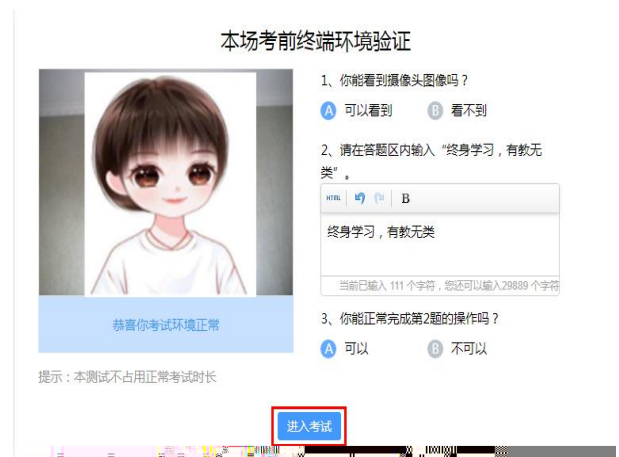 本场考前终端环境验证
1、你能看到摄像头图像吗？
A 可以看到 B 看不到
2、请在答题区内输入“终身学习，有教无
类”。
HTML B
终身学习，有教无类
当前已输入 111 个字符，您还可以输入29889 个字符
恭喜你考试环境正常
3、你能正常完成第2题的操作吗？
A 可以 B 不可以
提示：本测试不占用正常考试时长
进入考试